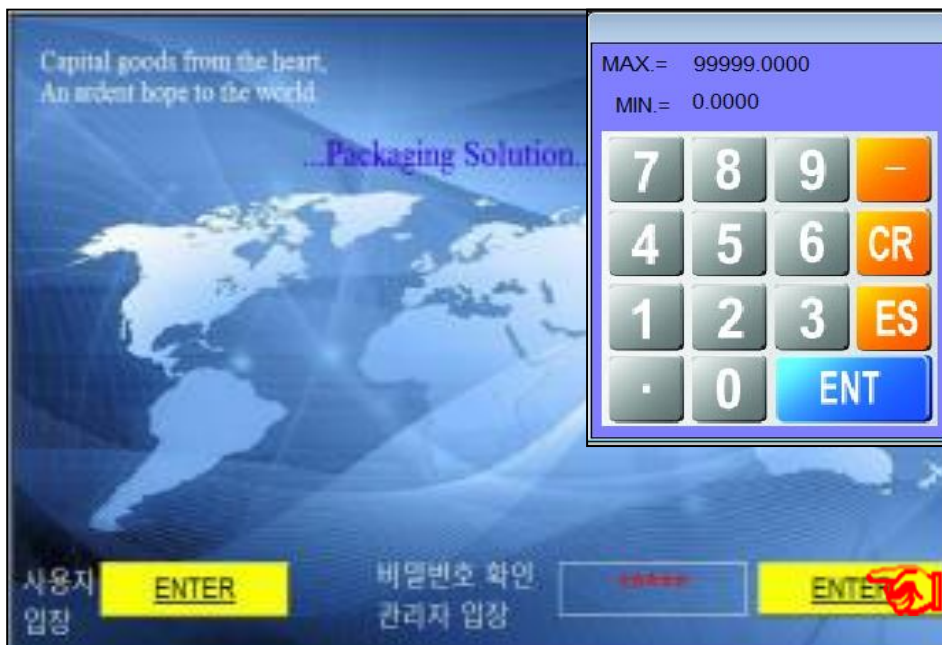 Capital goods from the heart,
An ardent hope to the world
...Packaging Solution..
MAX.= 99999.0000
MIN.= 0.0000
7 8 9 –
4 5 6 CR
1 2 3 ES
. 0 ENT
사용자
입장
ENTER
비밀번호 확인
관리자 입장
*****
ENTER